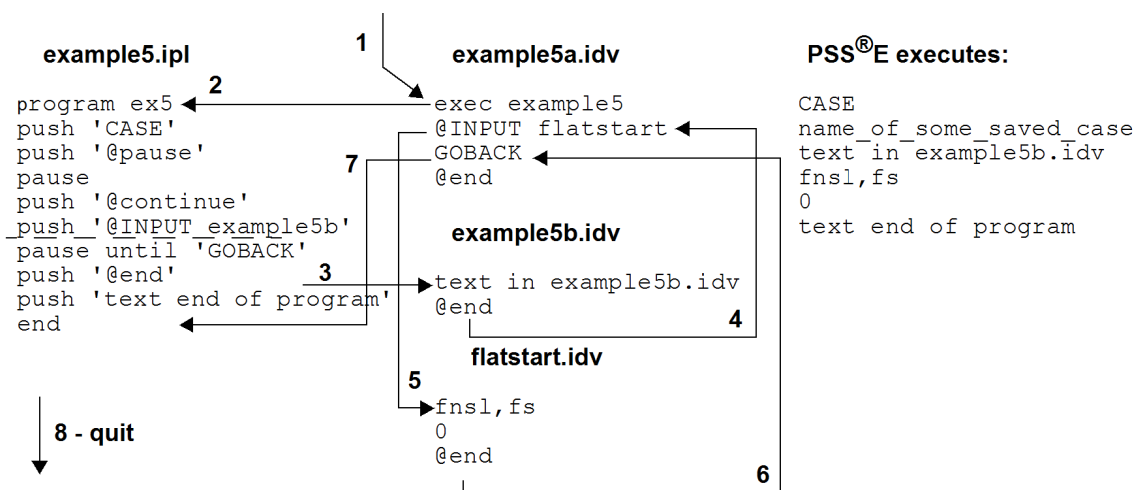 example5.ipl
program ex5
push 'CASE'
push '@pause'
pause
push '@continue'
push '@INPUT example5b'
pause until 'GOBACK'
push '@end'
push 'text end of program'
end
8 - quit
1
2
7
3
4
5
6
example5a.idv
exec example5
@INPUT flatstart
GOBACK
@end
example5b.idv
text in example5b.idv
@end
flatstart.idv
fnsl,fs
0
@end
PSS®E executes:
CASE
name_of_some_saved_case
text in example5b.idv
fnsl,fs
0
text end of program